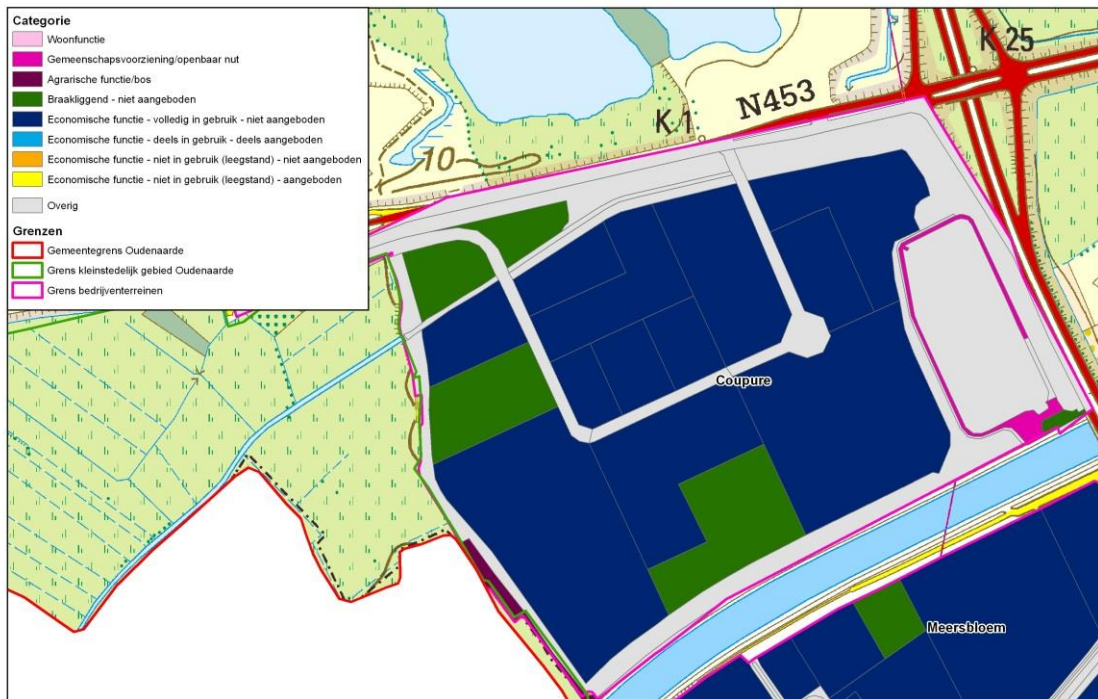 Categorie
Woonfunctie
Gemeenschapsvoorziening/openbaar nut
Agrarische functie/bos
Braakliggend - niet aangeboden
Economische functie - volledig in gebruik - niet aangeboden
Economische functie - deels in gebruik - deels aangeboden
Economische functie - niet in gebruik (leegstand) - niet aangeboden
Economische functie - niet in gebruik (leegstand) - aangeboden
Overig
Grenzen
Gemeentegrens Oudenaarde
Grens kleinstedelijk gebied Oudenaarde
Grens bedrijventerreinen
K 25
N453
K 1
10
Coupure
Meersbloem